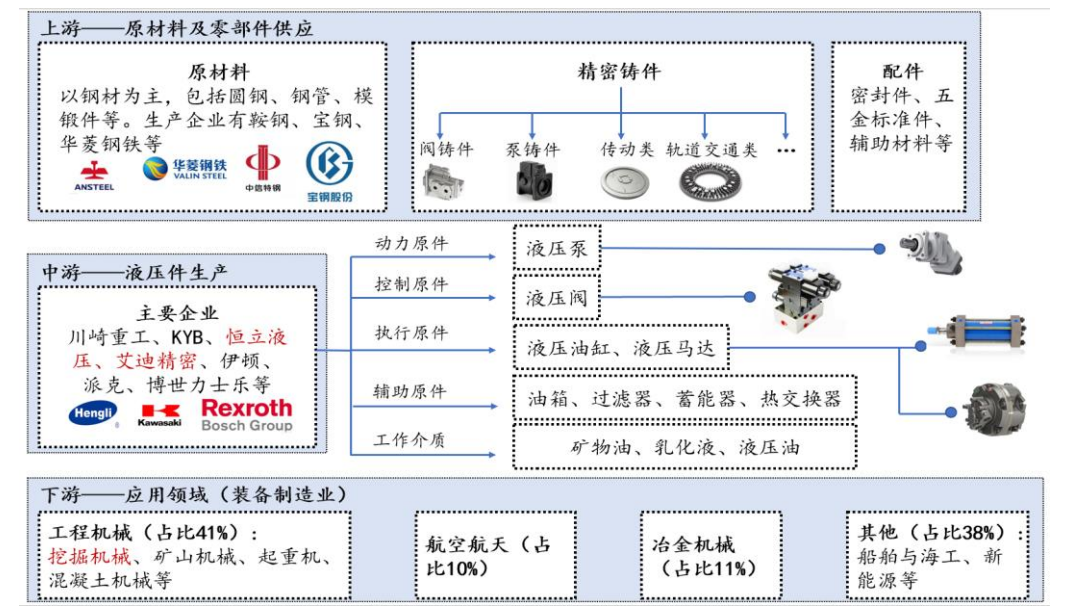 上游——原材料及零部件供应
原材料
以钢材为主，包括圆钢、钢管、模
锻件等。生产企业有鞍钢、宝钢、
华菱钢铁等
ANSTEEL
华菱钢铁
VALIN STEEL
中信特钢
宝钢股份
精密铸件
阀铸件
泵铸件
传动类
轨道交通类
…
配件
密封件、五
金标准件、
辅助材料等
中游——液压件生产
主要企业
川崎重工、KYB、恒立液
压、艾迪精密、伊顿、
派克、博世力士乐等
Hengli
Kawasaki
Rexroth
Bosch Group
动力原件
液压泵
控制原件
液压阀
执行原件
液压油缸、液压马达
辅助原件
油箱、过滤器、蓄能器、热交换器
工作介质
矿物油、乳化液、液压油
下游——应用领域（装备制造业）
工程机械（占比41%）：
挖掘机械、矿山机械、起重机、
混凝土机械等
航空航天（占
比10%）
冶金机械
（占比11%）
其他（占比38%）:
船舶与海工、新
能源等